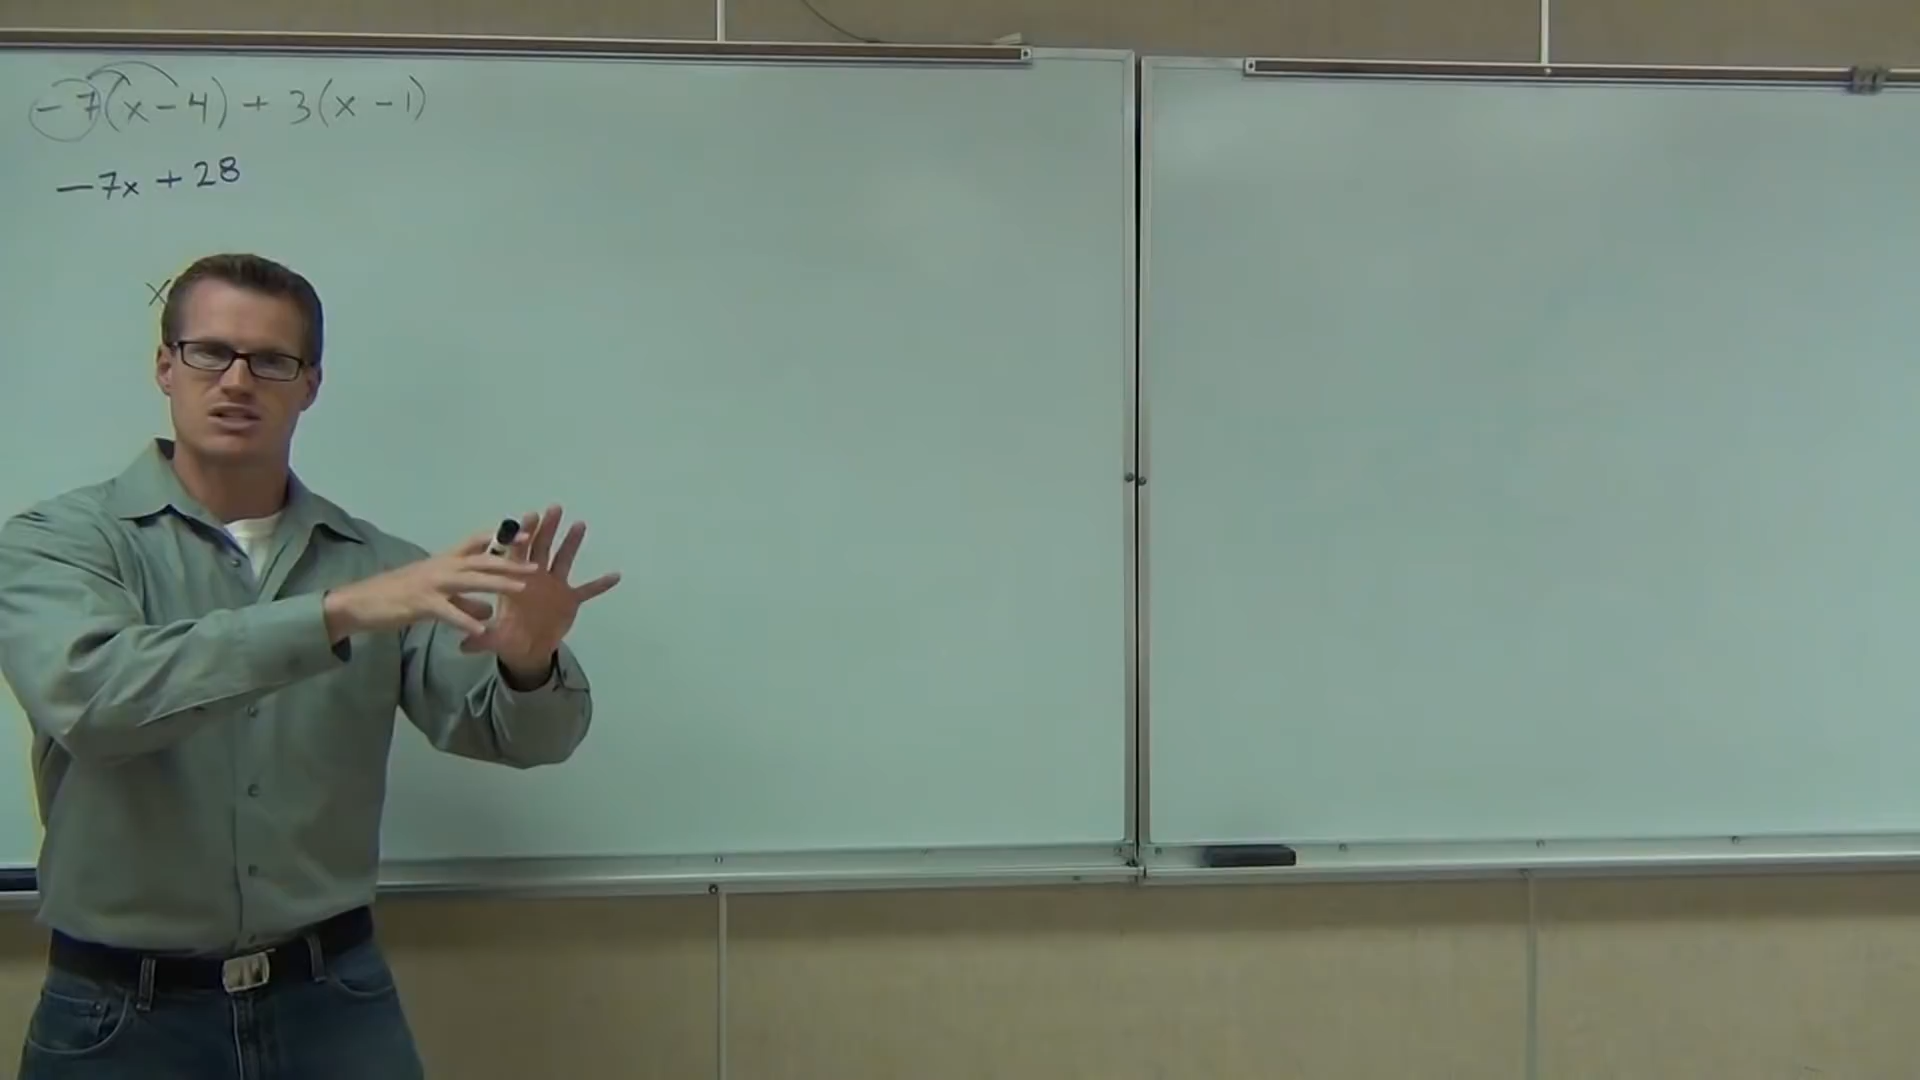 -7(x-4) + 3(x-1)
-7x + 28
x